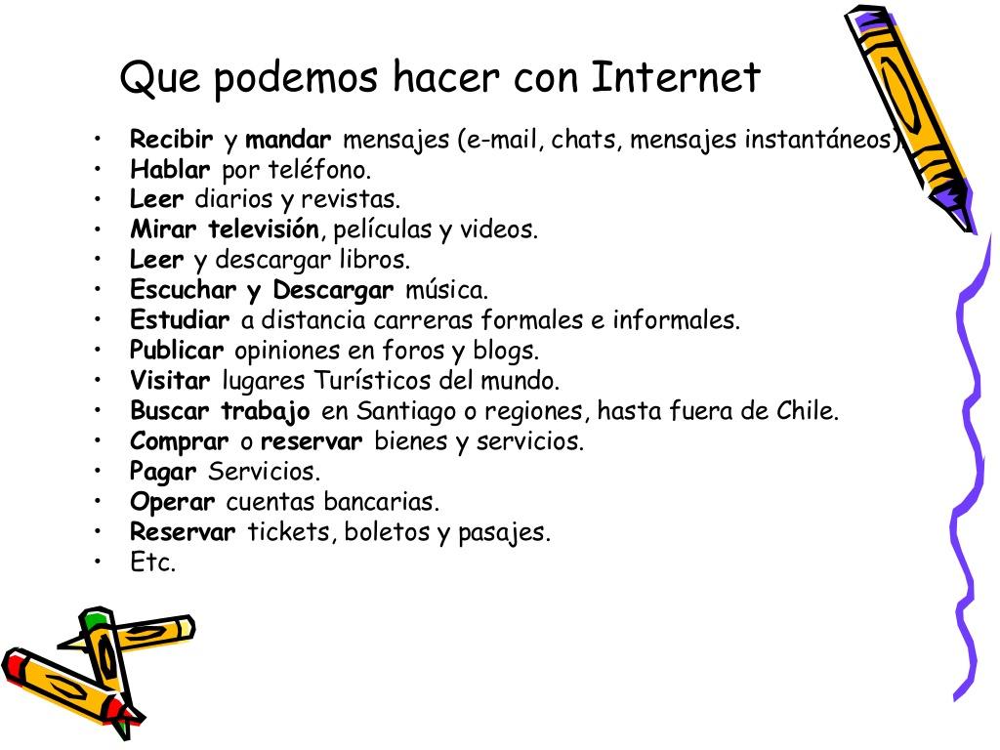 Que podemos hacer con Internet
• Recibir y mandar mensajes (e-mail, chats, mensajes instantáneos)
• Hablar por teléfono.
• Leer diarios y revistas.
• Mirar televisión, películas y videos.
• Leer y descargar libros.
• Escuchar y Descargar música.
• Estudiar a distancia carreras formales e informales.
• Publicar opiniones en foros y blogs.
• Visitar lugares Turísticos del mundo.
• Buscar trabajo en Santiago o regiones, hasta fuera de Chile.
• Comprar o reservar bienes y servicios.
• Pagar Servicios.
• Operar cuentas bancarias.
• Reservar tickets, boletos y pasajes.
• Etc.